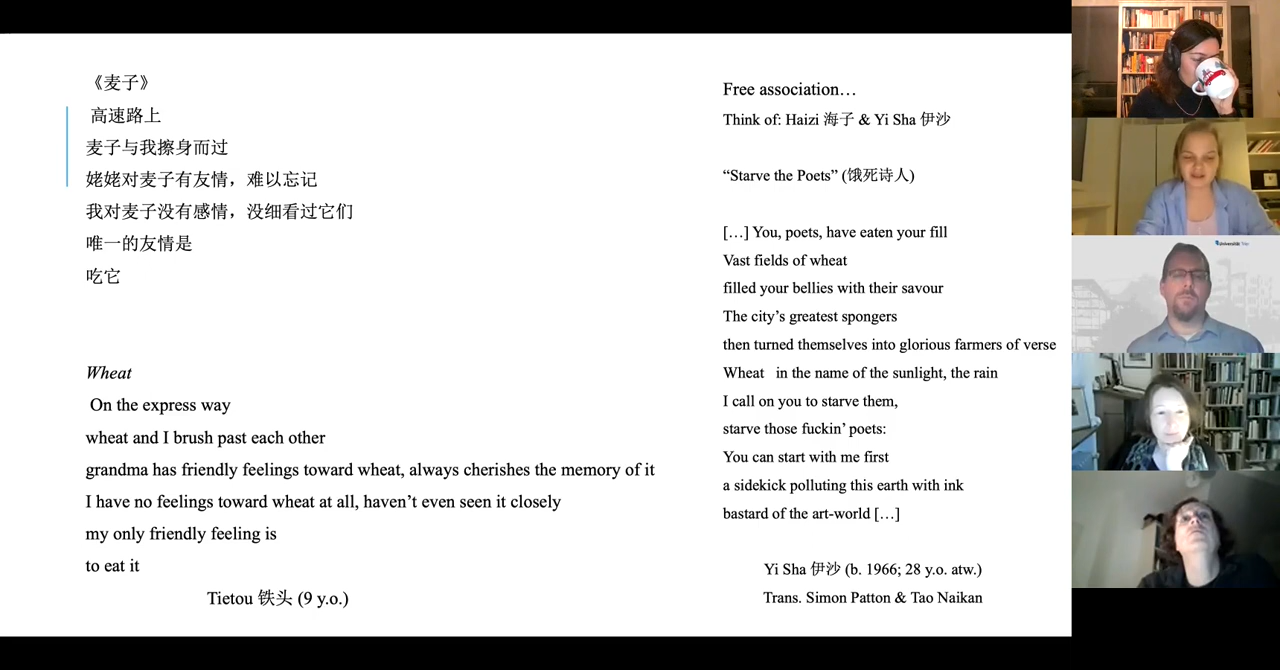 《麦子》
高速路上
麦子与我擦身而过
姥姥对麦子有友情，难以忘记
我对麦子没有感情，没细看过它们
唯一的友情是
吃它
Wheat
On the express way
wheat and I brush past each other
grandma has friendly feelings toward wheat, always cherishes the memory of it
I have no feelings toward wheat at all, haven’t even seen it closely
my only friendly feeling is
to eat it
Tietou 铁头 (9 y.o.)
Free association…
Think of: Haizi 海子 & Yi Sha 伊沙
“Starve the Poets” (饿死诗人)
[…] You, poets, have eaten your fill
Vast fields of wheat
filled your bellies with their savour
The city’s greatest spongers
then turned themselves into glorious farmers of verse
Wheat in the name of the sunlight, the rain
I call on you to starve them,
starve those fuckin’ poets:
You can start with me first
a sidekick polluting this earth with ink
bastard of the art-world […]
Yi Sha 伊沙 (b. 1966; 28 y.o. atw.)
Trans. Simon Patton & Tao Naikan
Universität Trier